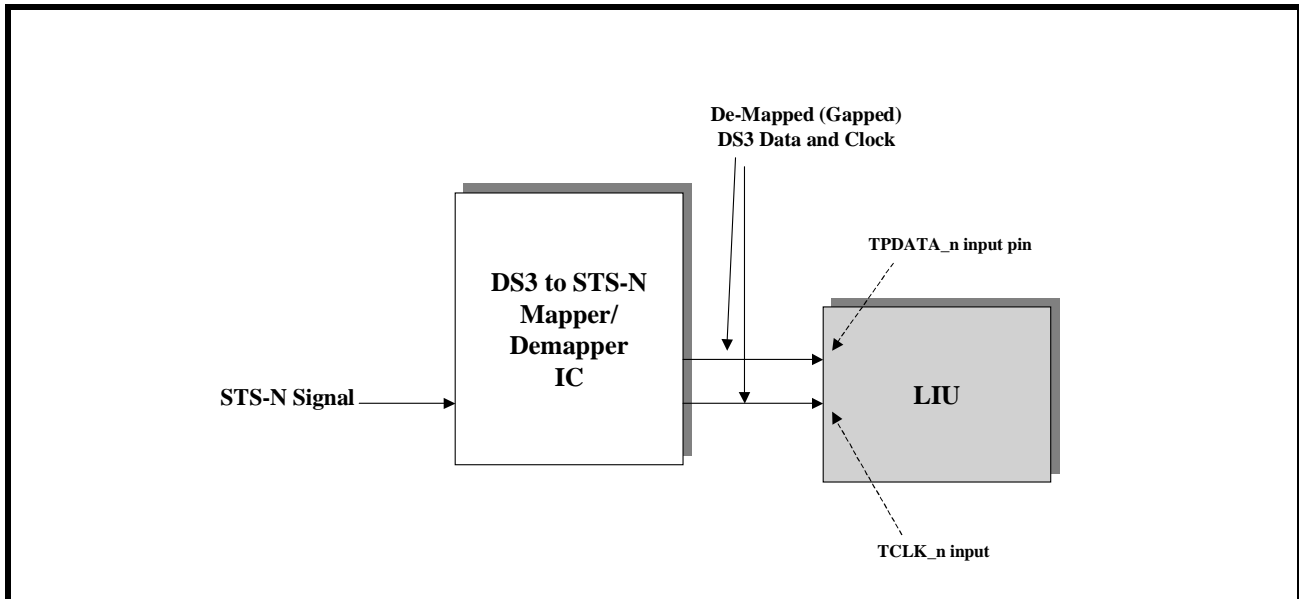 De-Mapped (Gapped)
DS3 Data and Clock
TPDATA_n input pin
DS3 to STS-N
Mapper/
Demapper
IC
STS-N Signal
LIU
TCLK_n input